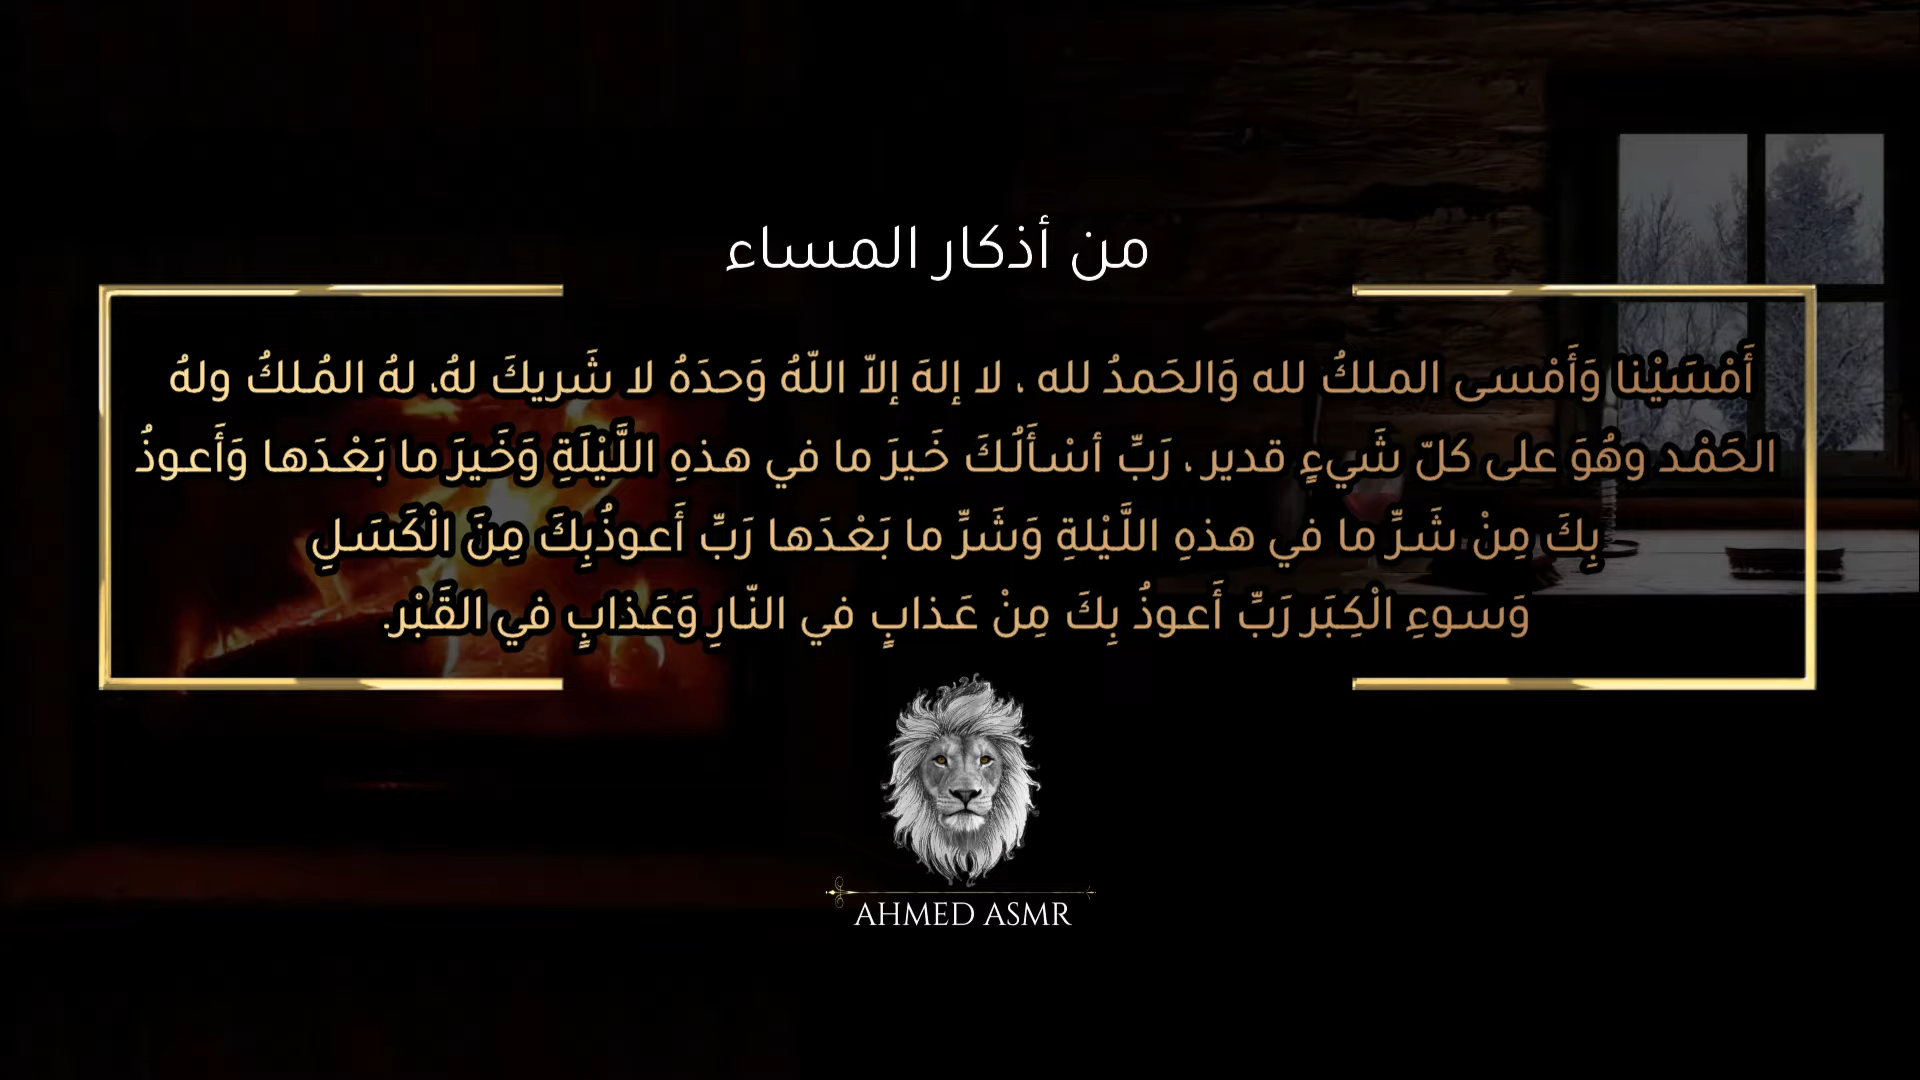 من أذكار المساء
أَمْسَيْنا وَأَمْسى الملكُ لله وَالحَمدُ لله ، لا إلهَ إلاّ اللّهُ وَحدَهُ لا شَريكَ لهُ، لهُ المُلكُ ولهُ
الحَمْد وهُوَ على كلّ شَيءٍ قدير ، رَبِّ أسْأَلُكَ خَيرَ ما في هذهِ اللَّيْلَةِ وَخَيرَ ما بَعْدَها وَأَعوذُ
بِكَ مِنْ شَرِّ ما في هذهِ اللَّيْلةِ وَشَرِّ ما بَعْدَها رَبِّ أَعوذُبِكَ مِنَ الْكَسَلِ
وَسوءِ الْكِبَر رَبِّ أَعوذُ بِكَ مِنْ عَذابٍ في النّارِ وَعَذابٍ في القَبْر.
AHMED ASMR